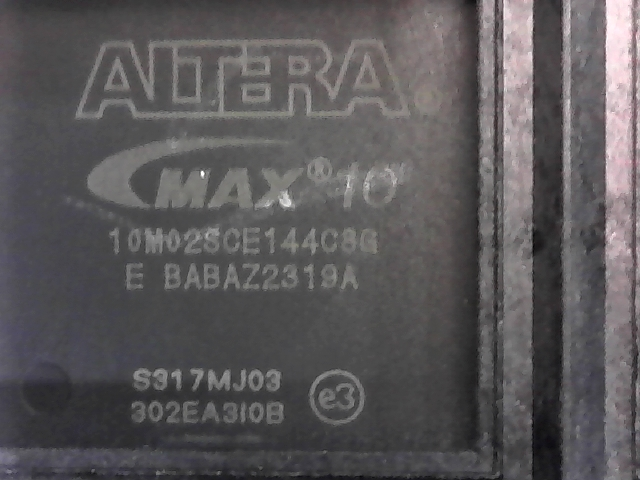 ALTERA
MAX® 10
10M02SCE144C8G
E BABAZ2319A
S317MJ03
302EA3I0B
e3